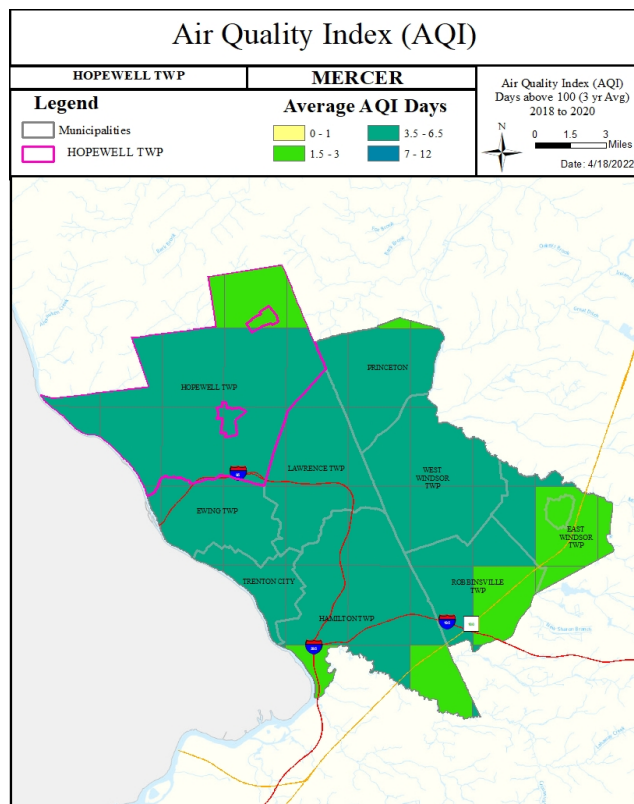 Air Quality Index (AQI)
HOPEWELL TWP
MERCER
Legend
Municipalities
HOPEWELL TWP
Average AQI Days
0 - 1
3.5 - 6.5
1.5 - 3
7 - 12
Air Quality Index (AQI)
Days above 100 (3 yr Avg)
2018 to 2020
N
0 1.5 3
Miles
Date: 4/18/2022
PRINCETON
HOPEWELL TWP
LAWRENCE TWP
WEST
WINDSOR
TWP
EWING TWP
EAST
WINDSOR
TWP
TRENTON CITY
ROBBINSVILLE
TWP
HAMILTON TWP